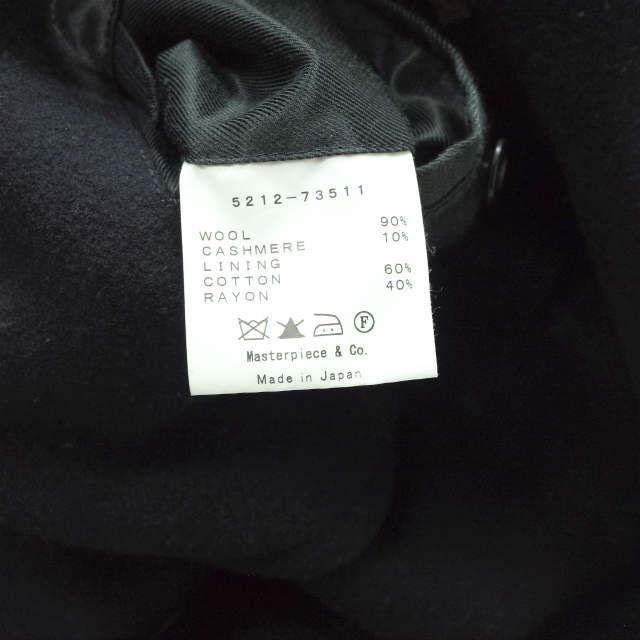 5212-73511
WOOL 90%
CASHMERE 10%
LINING
COTTON 60%
RAYON 40%
F
Masterpiece & Co.
Made in Japan